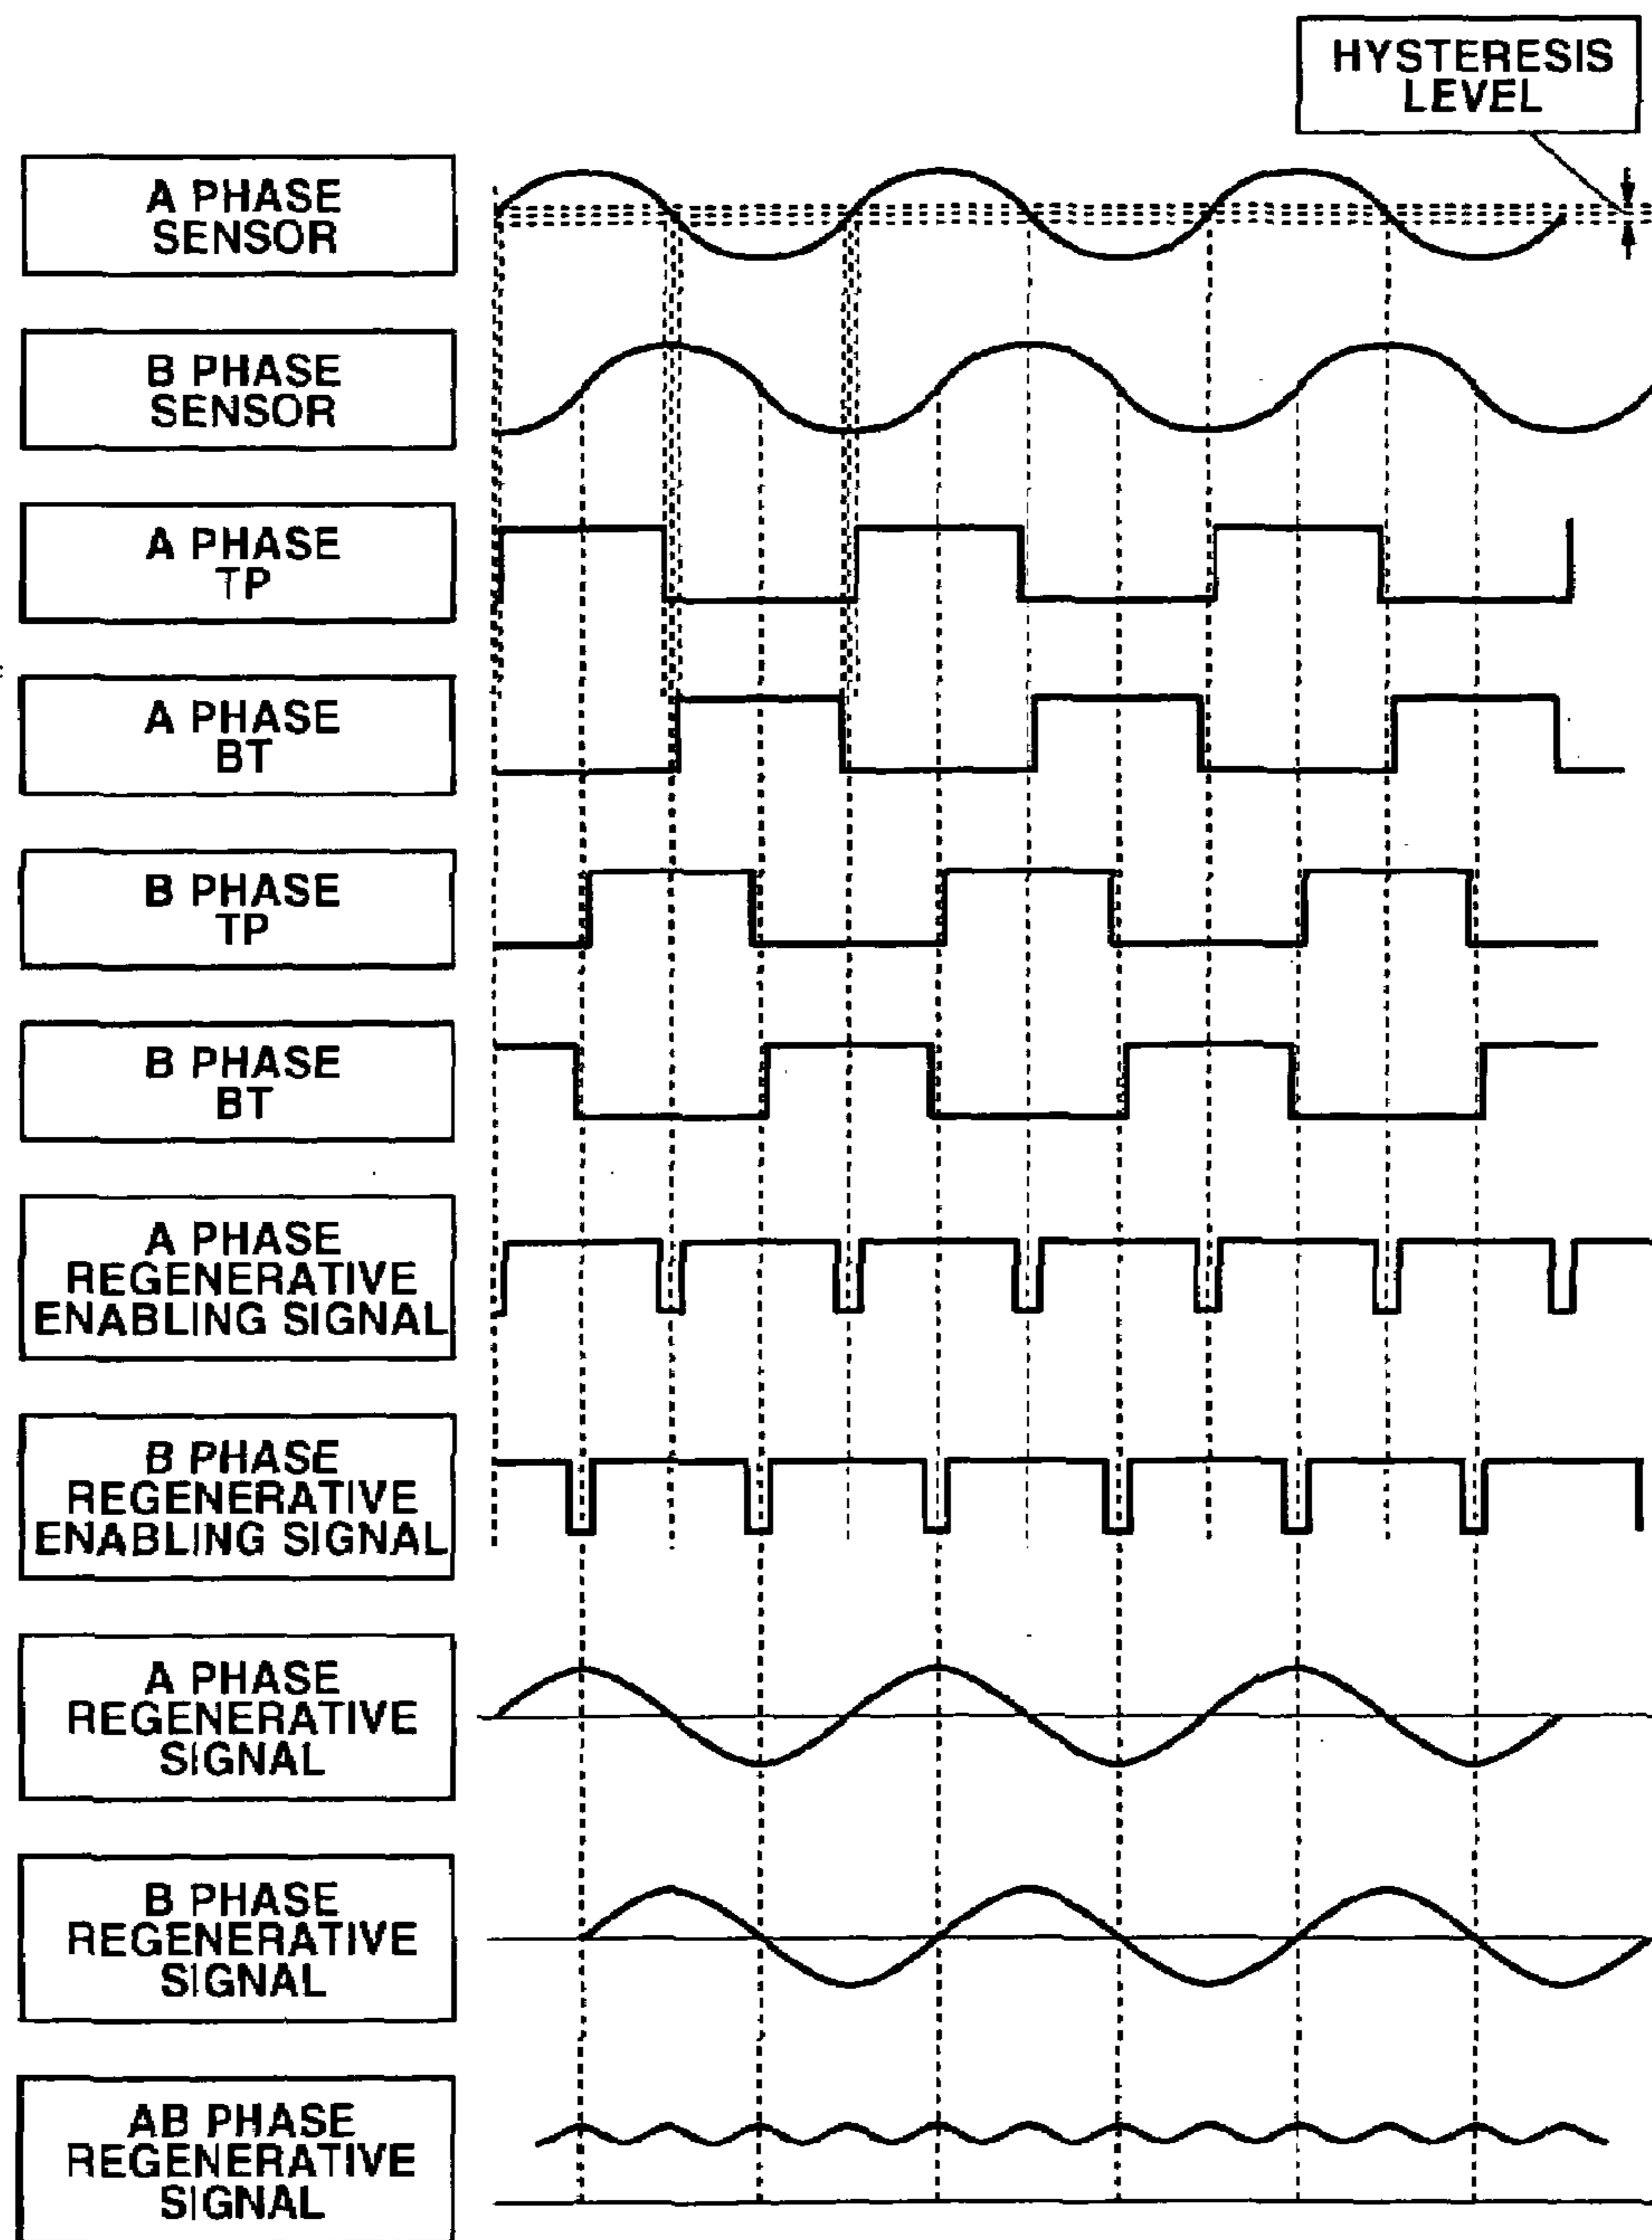 HYSTERESIS
LEVEL
A PHASE
SENSOR
B PHASE
SENSOR
A PHASE
TP
A PHASE
BT
B PHASE
TP
B PHASE
BT
A PHASE
REGENERATIVE
ENABLING SIGNAL
B PHASE
REGENERATIVE
ENABLING SIGNAL
A PHASE
REGENERATIVE
SIGNAL
B PHASE
REGENERATIVE
SIGNAL
AB PHASE
REGENERATIVE
SIGNAL